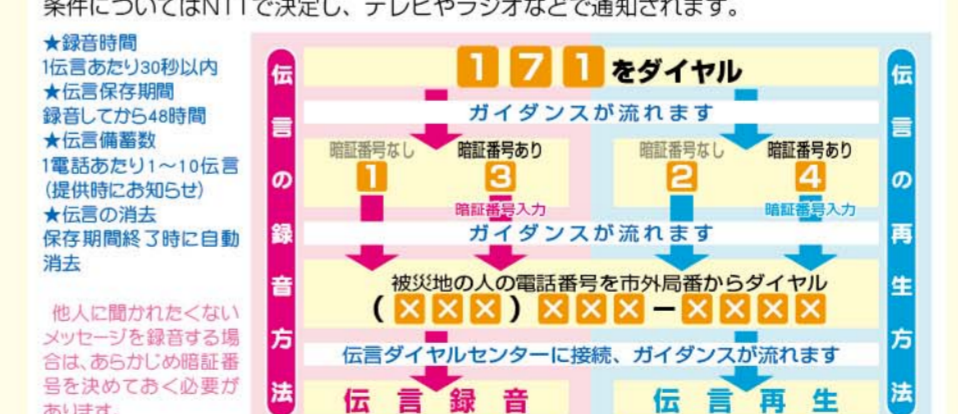 条件についてはNTTで決定し、テレビやラジオなどで通知されます。
★録音時間
1伝言あたり30秒以内
★伝言保存期間
録音してから48時間
★伝言備蓄数
1電話あたり1～10伝言
(提供時にお知らせ)
★伝言の消去
保存期間終了時に自動
消去
他人に聞かれたくない
メッセージを録音する場
合は、あらかじめ暗証番
号を決めておく必要が
あります。
伝言の録音方法
171をダイヤル
ガイダンスが流れます
暗証番号なし 暗証番号あり 暗証番号なし 暗証番号あり
1 3 2 4
暗証番号入力 暗証番号入力
ガイダンスが流れます
被災地の人の電話番号を市外局番からダイヤル
(×××)×××－××××
伝言ダイヤルセンターに接続、ガイダンスが流れます
伝言録音 伝言再生
伝言の再生方法